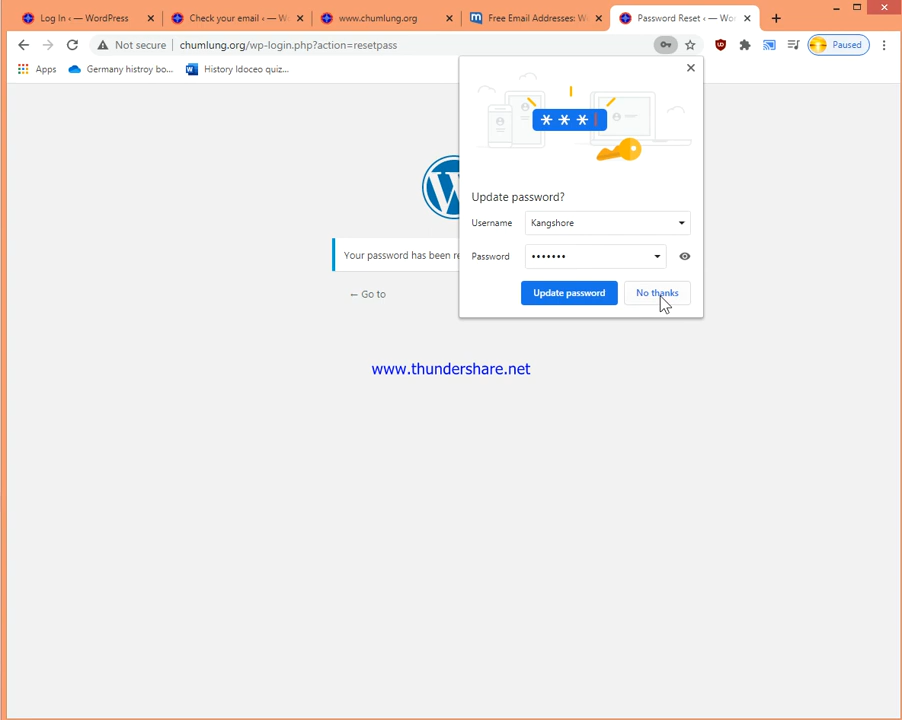 Log In ‹ — WordPress
Check your email ‹ — Wo
www.chumlung.org
Free Email Addresses: We
Password Reset ‹ — Wor
Not secure
chumlung.org/wp-login.php?action=resetpass
Paused
Apps
Germany histroy bo...
History Idoceo quiz...
Update password?
Username
Kangshore
Password
•••••••
Update password
No thanks
Your password has been re
← Go to
www.thundershare.net